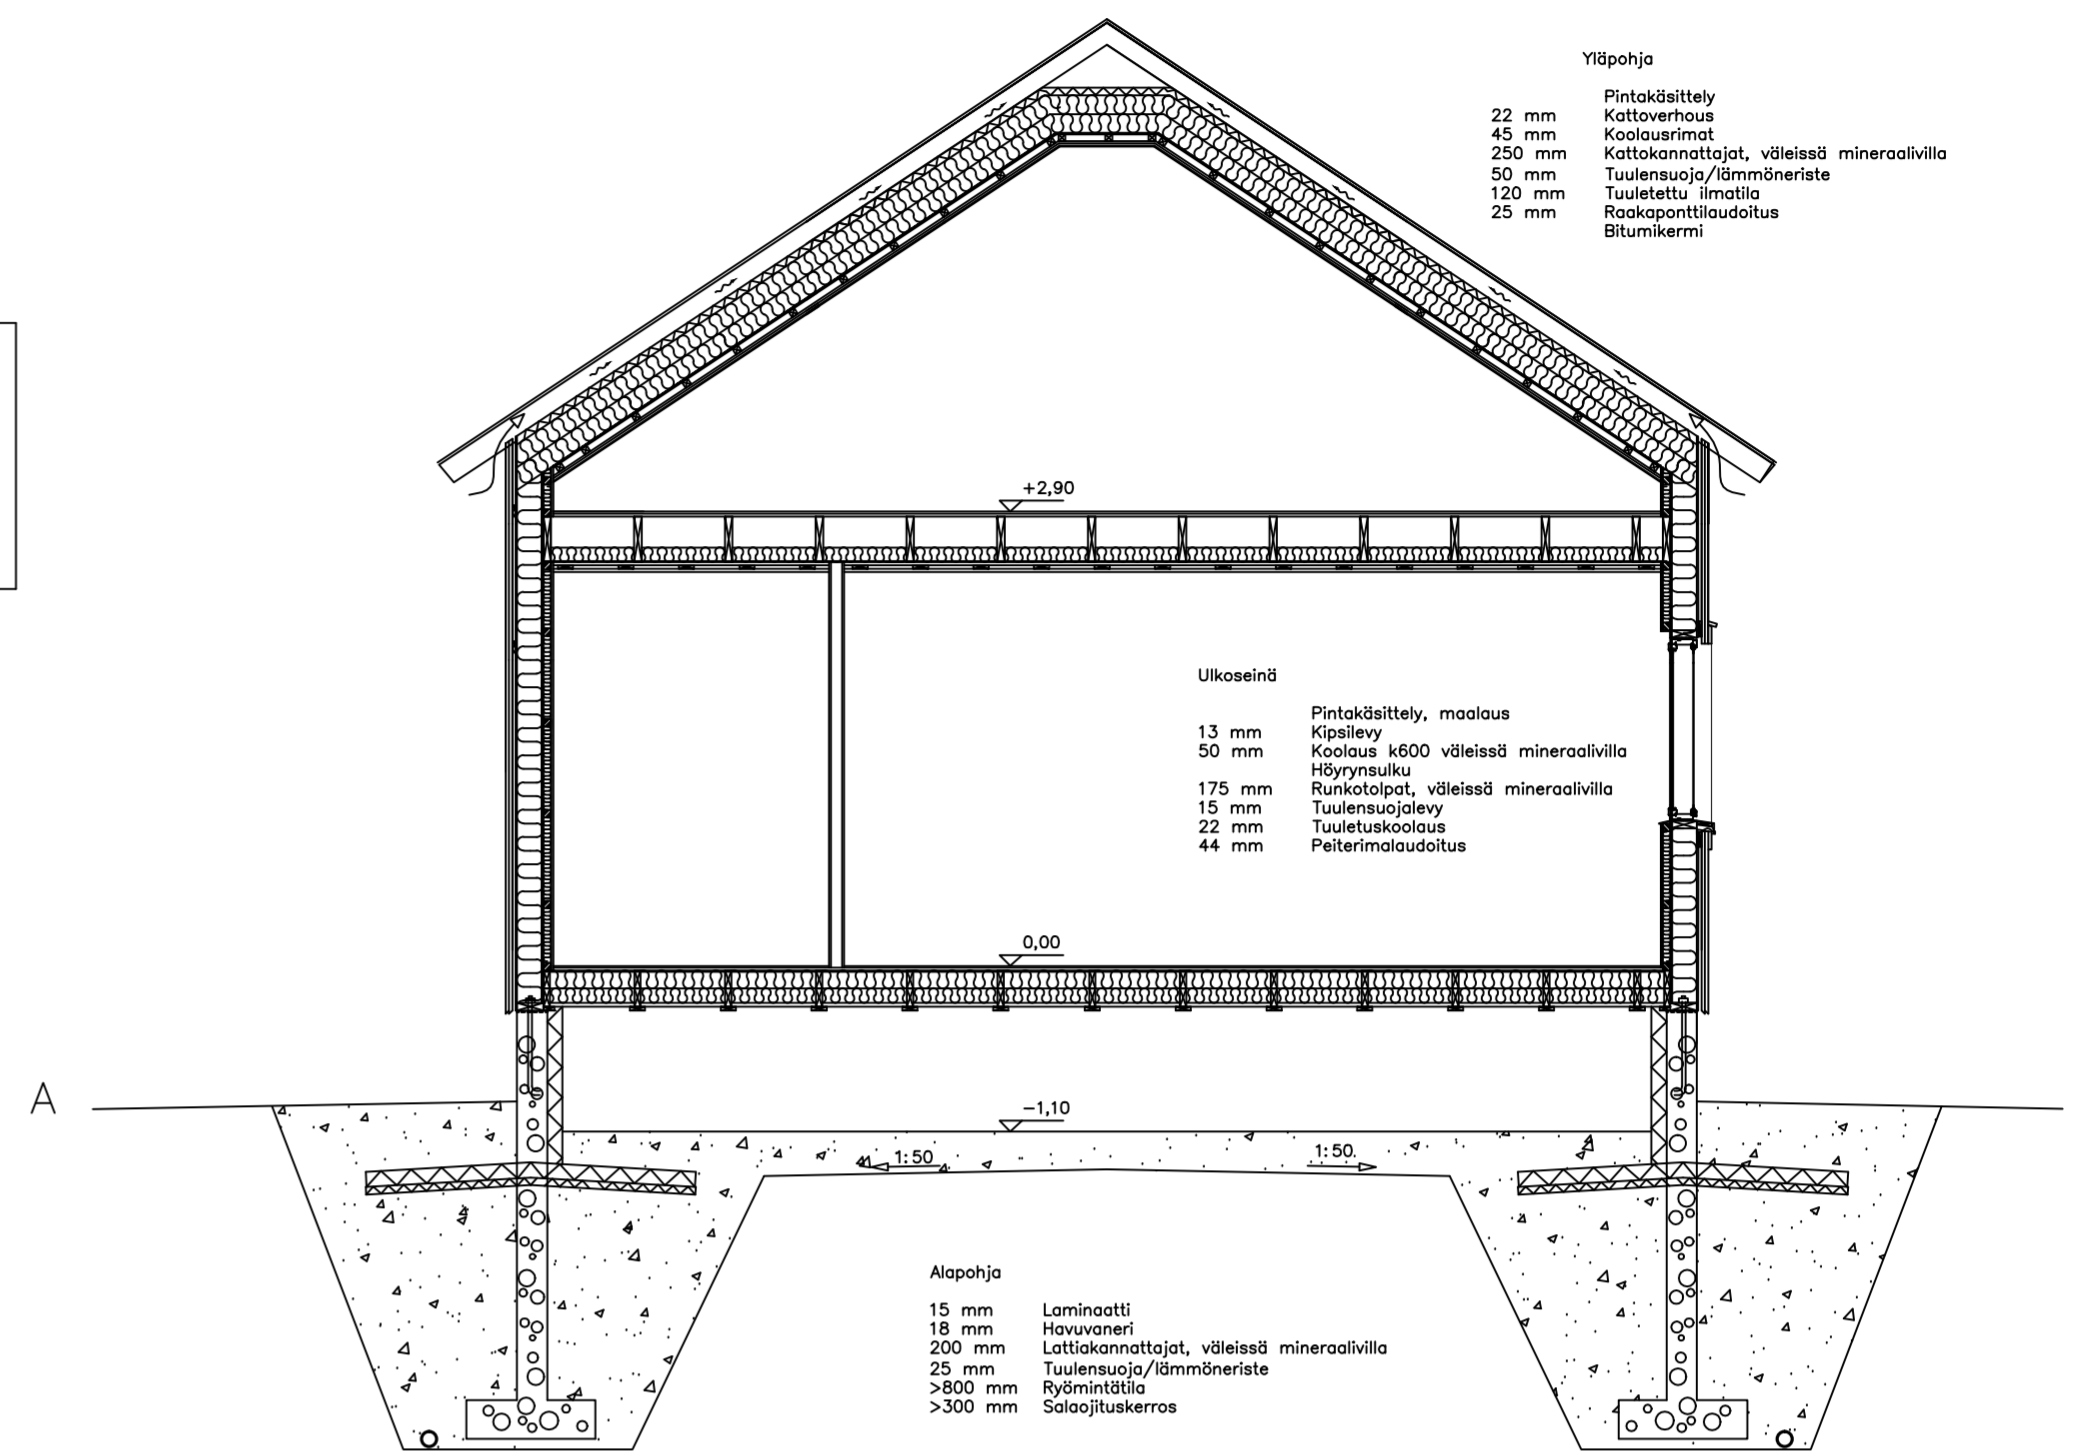 Yläpohja
Pintakäsittely
22 mm Kattoverhous
45 mm Koolausrimat
250 mm Kattokannattajat, väleissä mineraalivilla
50 mm Tuulensuoja/lämmöneriste
120 mm Tuuletettu ilmatila
25 mm Raakaponttilaudoitus
Bitumikermi
+2,90
Ulkoseinä
Pintakäsittely, maalaus
13 mm Kipsilevy
50 mm Koolaus k600 väleissä mineraalivilla
Höyrynsulku
175 mm Runkotolpat, väleissä mineraalivilla
15 mm Tuulensuojalevy
22 mm Tuuletuskoolaus
44 mm Peiterimalaudoitus
0,00
A
−1,10
1:50
1:50
Alapohja
15 mm Laminaatti
18 mm Havuvaneri
200 mm Lattiakannattajat, väleissä mineraalivilla
25 mm Tuulensuoja/lämmöneriste
>800 mm Ryömintätila
>300 mm Salaojituskerros